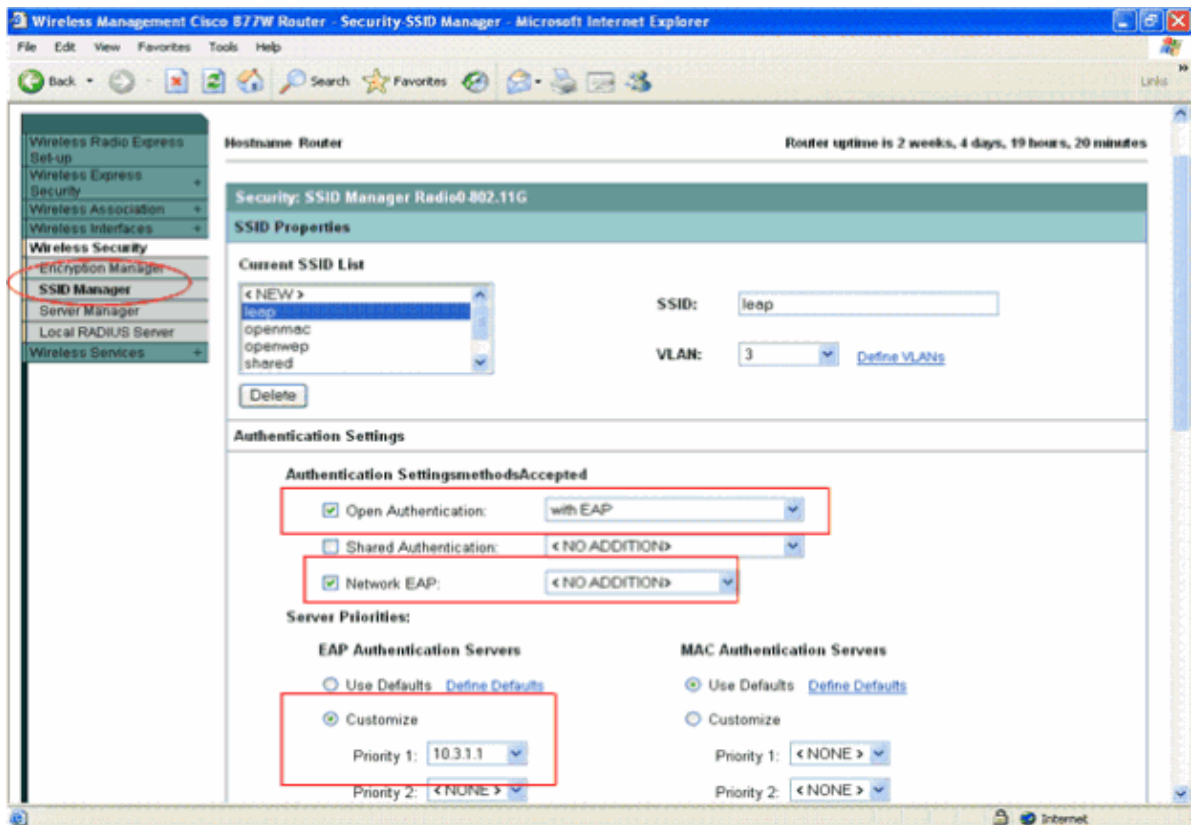 Wireless Management Cisco 877W Router - Security-SSID Manager - Microsoft Internet Explorer
File Edit View Favorites Tools Help
Back Search Favorites Links
Hostname Router Router uptime is 2 weeks, 4 days, 19 hours, 20 minutes
Wireless Radio Express Set-up
Wireless Express Security +
Wireless Association +
Wireless Interfaces +
Wireless Security
Encryption Manager
SSID Manager
Server Manager
Local RADIUS Server
Wireless Services +
Security: SSID Manager Radio0-802.11G
SSID Properties
Current SSID List
< NEW >
leap
openmac
openwep
shared
Delete
SSID: leap
VLAN: 3 Define VLANs
Authentication Settings
Authentication SettingsmethodsAccepted
Open Authentication: with EAP
Shared Authentication: < NO ADDITION>
Network EAP: < NO ADDITION>
Server Priorities:
EAP Authentication Servers
Use Defaults Define Defaults
Customize
Priority 1: 10.3.1.1
Priority 2: < NONE >
MAC Authentication Servers
Use Defaults Define Defaults
Customize
Priority 1: < NONE >
Priority 2: < NONE >
Internet